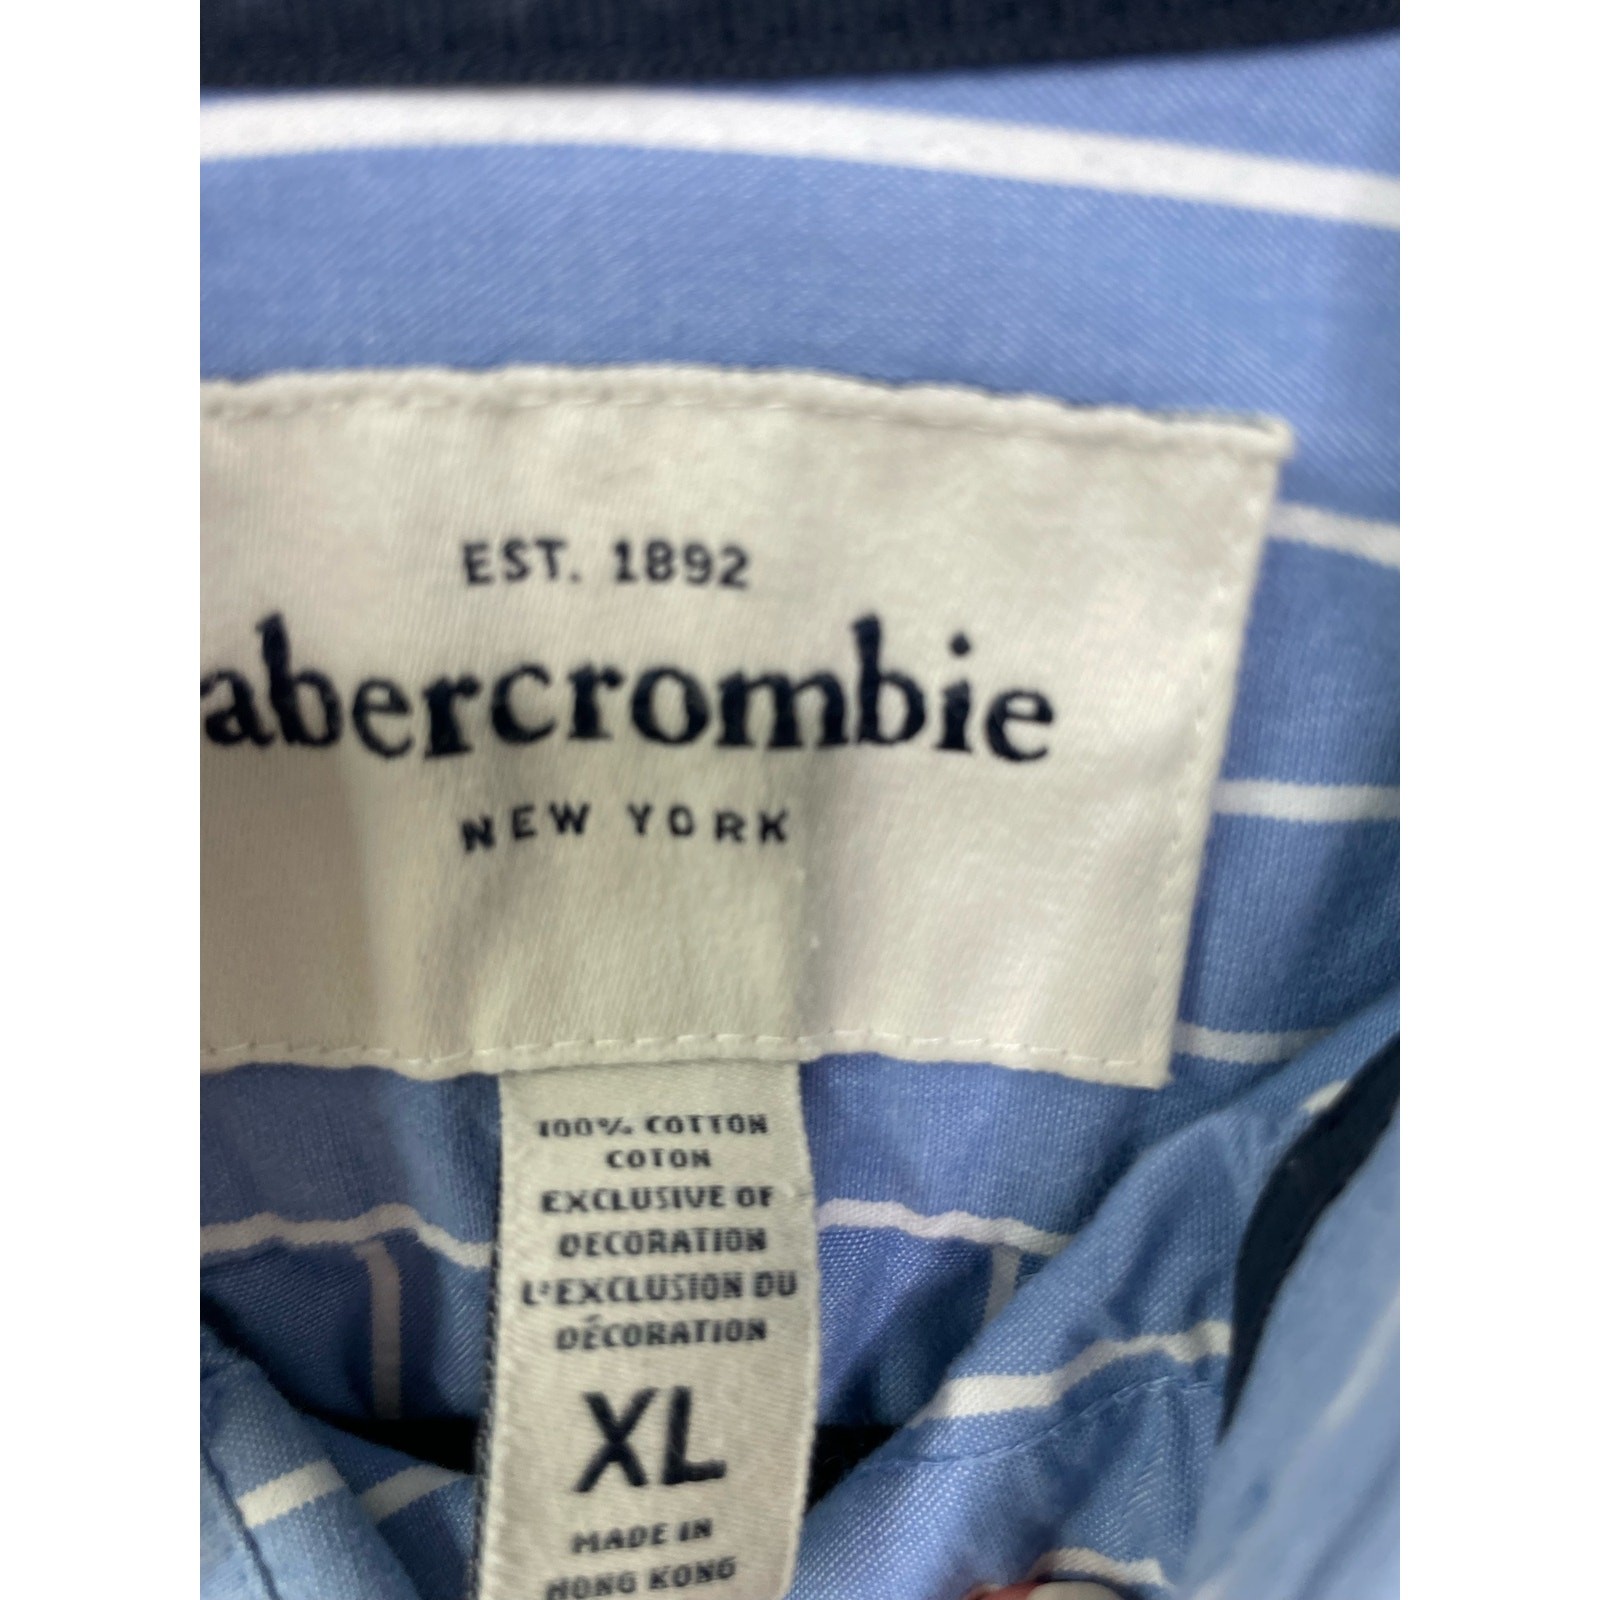 EST. 1892
abercrombie
NEW YORK
100% COTTON
COTON
EXCLUSIVE OF
DECORATION
L'EXCLUSION DU
DÉCORATION
XL
MADE IN
HONG KONG